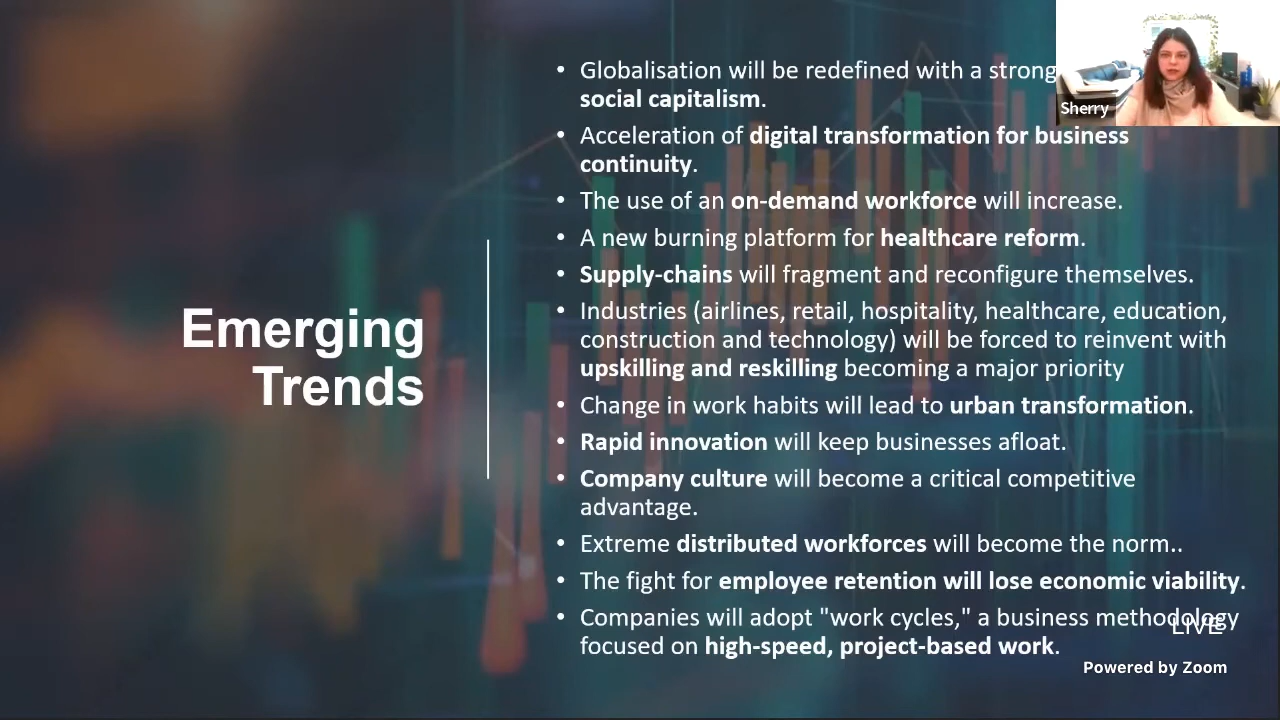 Emerging
Trends
• Globalisation will be redefined with a strong
social capitalism.
• Acceleration of digital transformation for business
continuity.
• The use of an on-demand workforce will increase.
• A new burning platform for healthcare reform.
• Supply-chains will fragment and reconfigure themselves.
• Industries (airlines, retail, hospitality, healthcare, education,
construction and technology) will be forced to reinvent with
upskilling and reskilling becoming a major priority
• Change in work habits will lead to urban transformation.
• Rapid innovation will keep businesses afloat.
• Company culture will become a critical competitive
advantage.
• Extreme distributed workforces will become the norm..
• The fight for employee retention will lose economic viability.
• Companies will adopt "work cycles," a business methodology
focused on high-speed, project-based work.
Sherry
LIVE
Powered by Zoom